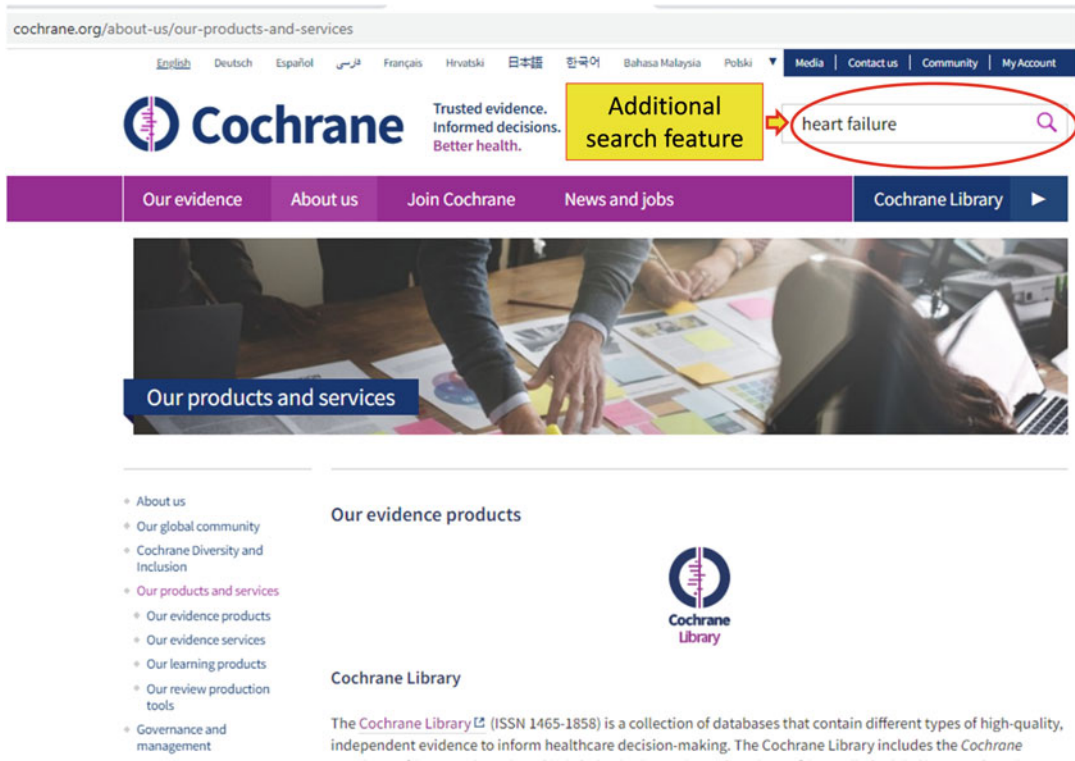 cochrane.org/about-us/our-products-and-services
English Deutsch Español فارسی Français Hrvatski 日本語 한국어 Bahasa Malaysia Polski ▼ Media | Contact us | Community | My Account
Cochrane
Trusted evidence.
Informed decisions.
Better health.
Additional
search feature
heart failure
Our evidence About us Join Cochrane News and jobs Cochrane Library ►
Our products and services
About us
Our global community
Cochrane Diversity and
Inclusion
Our products and services
Our evidence products
Our evidence services
Our learning products
Our review production
tools
Governance and
management
Our evidence products
Cochrane
Library
Cochrane Library
The Cochrane Library (ISSN 1465-1858) is a collection of databases that contain different types of high-quality,
independent evidence to inform healthcare decision-making. The Cochrane Library includes the Cochrane